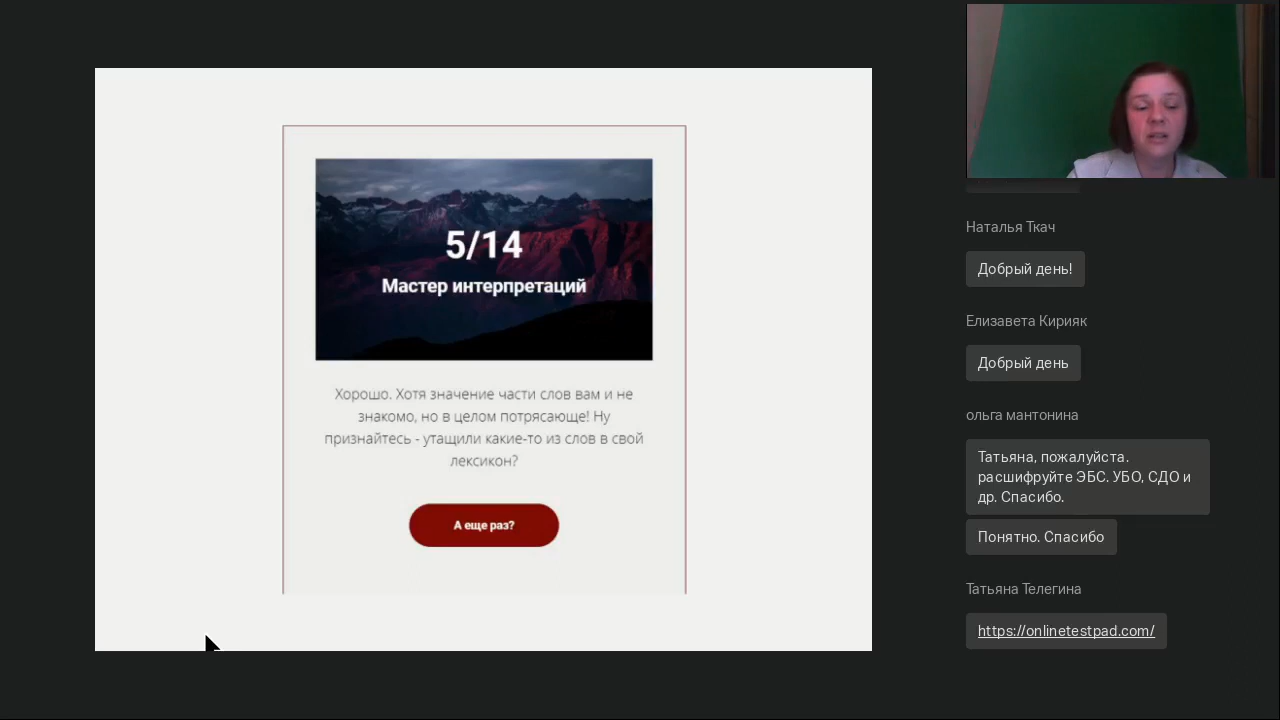 5/14
Мастер интерпретаций
Хорошо. Хотя значение части слов вам и не
знакомо, но в целом потрясающе! Ну
признайтесь - утащили какие-то из слов в свой
лексикон?
А еще раз?
Наталья Ткач
Добрый день!
Елизавета Кирияк
Добрый день
ольга мантонина
Татьяна, пожалуйста.
расшифруйте ЭБС. УБО, СДО и
др. Спасибо.
Понятно. Спасибо
Татьяна Телегина
https://onlinetestpad.com/